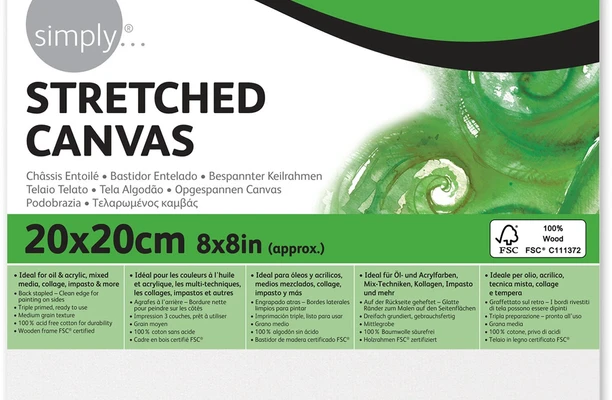 simply...®
STRETCHED
CANVAS
Châssis Entoilé • Bastidor Entelado • Bespannter Keilrahmen
Telaio Telato • Tela Algodão • Opgespannen Canvas
Podobrazia • Τελαρωμένος καμβάς
20x20cm 8x8in (approx.)
FSC
100%
Wood
FSC® C111372
• Ideal for oil & acrylic, mixed
media, collage, impasto & more
• Back stapled – Clean edge for
painting on sides
• Triple primed, ready to use
• Medium grain texture
• 100% acid free cotton for durability
• Wooden frame FSC® certified
• Idéal pour les couleurs à l'huile
et acrylique, les multi-techniques,
les collages, impastos et autres
• Agrafes à l'arrière – Bordure nette
pour peindre sur les côtés
• Impression 3 couches, prêt à utiliser
• Grain moyen
• 100% coton sans acide
• Cadre en bois certifié FSC®
• Ideal para óleos y acrílicos,
medios mezclados, collage,
impasto y más
• Engrapado atras – Bordes laterales
limpios para pintar
• Imprimación triple, listo para usar
• Grano medio
• 100% algodón sin ácido
• Bastidor de madera certificado FSC®
• Ideal für Öl- und Acrylfarben,
Mix-Techniken, Kollagen, Impasto
und mehr
• Auf der Rückseite geheftet – Glatte
Ränder zum Malen auf den Seitenflächen
• Dreifach grundiert, gebrauchsfertig
• Mittlegrobe
• 100% Baumwolle säurefrei
• Holzrahmen FSC® zertifiziert
• Ideale per olio, acrilico,
tecnica mista, collage
e tempera
• Graffettato sul retro – I bordi rivestiti
di tela possono essere dipinti
• Tripla preparazione – pronto all'uso
• Grana media
• 100% cotone, privo di acidi
• Telaio in legno certificato FSC®